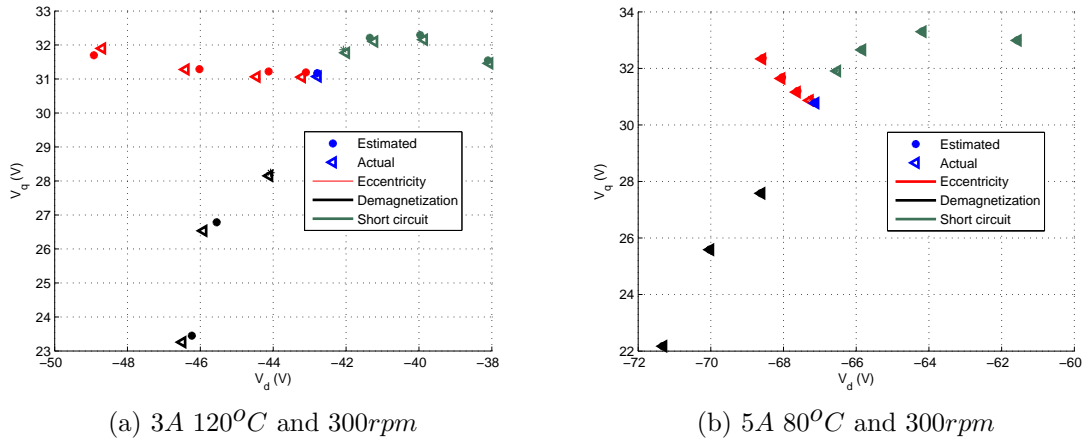 33
32
31
30
29
28
27
26
25
24
23
V_q (V)
−50
−48
−46
−44
−42
−40
−38
V_d (V)
Estimated
Actual
Eccentricity
Demagnetization
Short circuit
(a) 3A 120°C and 300rpm
34
32
30
28
26
24
22
V_q (V)
−72
−70
−68
−66
−64
−62
−60
V_d (V)
Estimated
Actual
Eccentricity
Demagnetization
Short circuit
(b) 5A 80°C and 300rpm